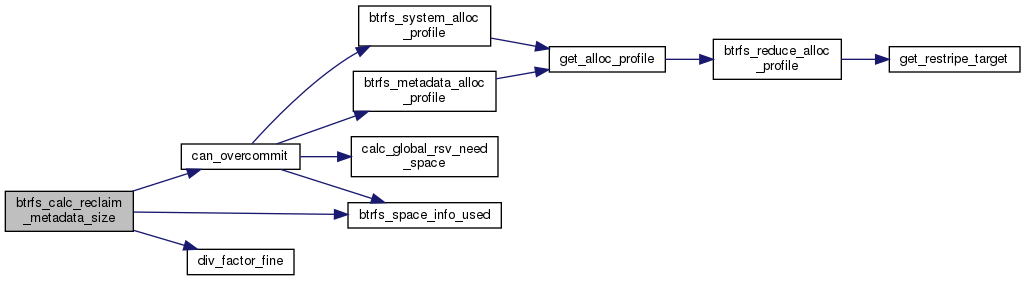 btrfs_system_alloc
_profile
get_alloc_profile
btrfs_reduce_alloc
_profile
get_restripe_target
btrfs_metadata_alloc
_profile
can_overcommit
calc_global_rsv_need
_space
btrfs_calc_reclaim
_metadata_size
btrfs_space_info_used
div_factor_fine